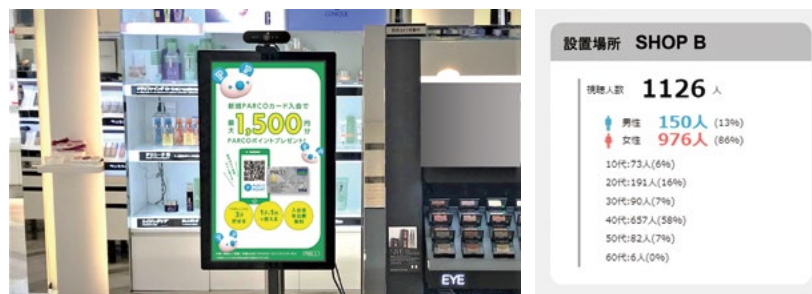 CLINIQUE
新規PARCOカード入会で
最大1,500円分
PARCOポイントプレゼント!
EYE
設置場所 SHOP B
視聴人数 1126 人
男性 150人 (13%)
女性 976人 (86%)
10代:73人(6%)
20代:191人(16%)
30代:90人(7%)
40代:657人(58%)
50代:82人(7%)
60代:6人(0%)